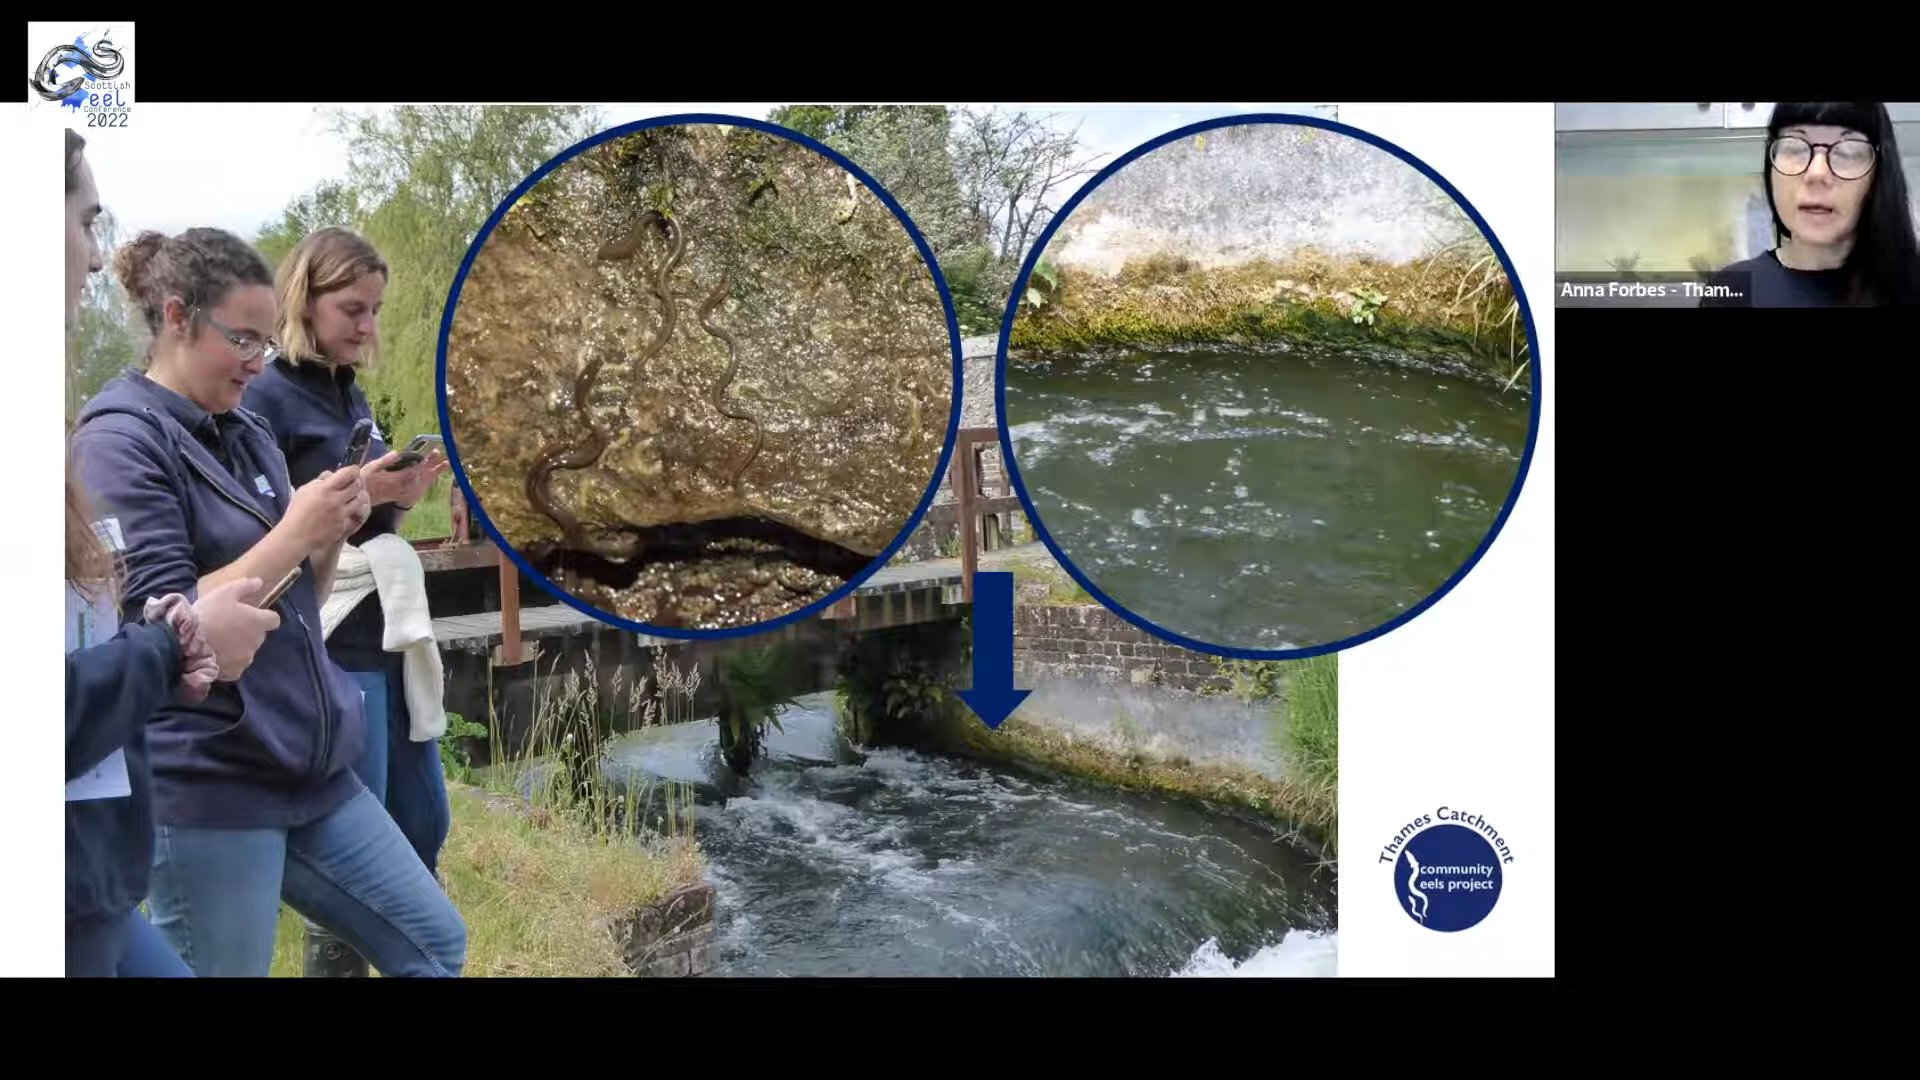 Scottish
eel
Conference
2022
Anna Forbes - Tham...
Thames Catchment
community
eels project